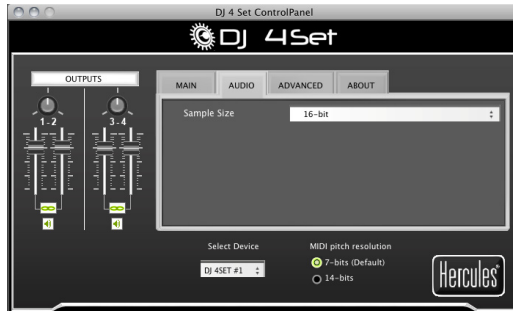 DJ 4 Set ControlPanel
DJ 4Set
OUTPUTS
1-2 3-4
MAIN AUDIO ADVANCED ABOUT
Sample Size 16-bit
Select Device
DJ 4SET #1
MIDI pitch resolution
7-bits (Default)
14-bits
Hercules